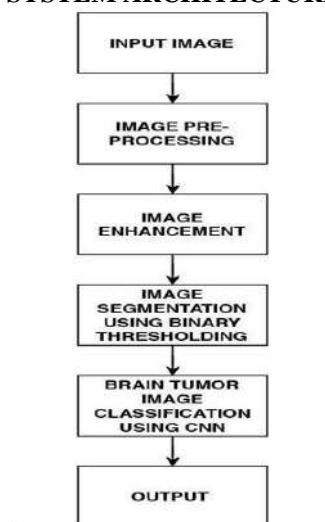 SYSTEM ARCHITECTURE
INPUT IMAGE
IMAGE PRE-
PROCESSING
IMAGE
ENHANCEMENT
IMAGE
SEGMENTATION
USING BINARY
THRESHOLDING
BRAIN TUMOR
IMAGE
CLASSIFICATION
USING CNN
OUTPUT